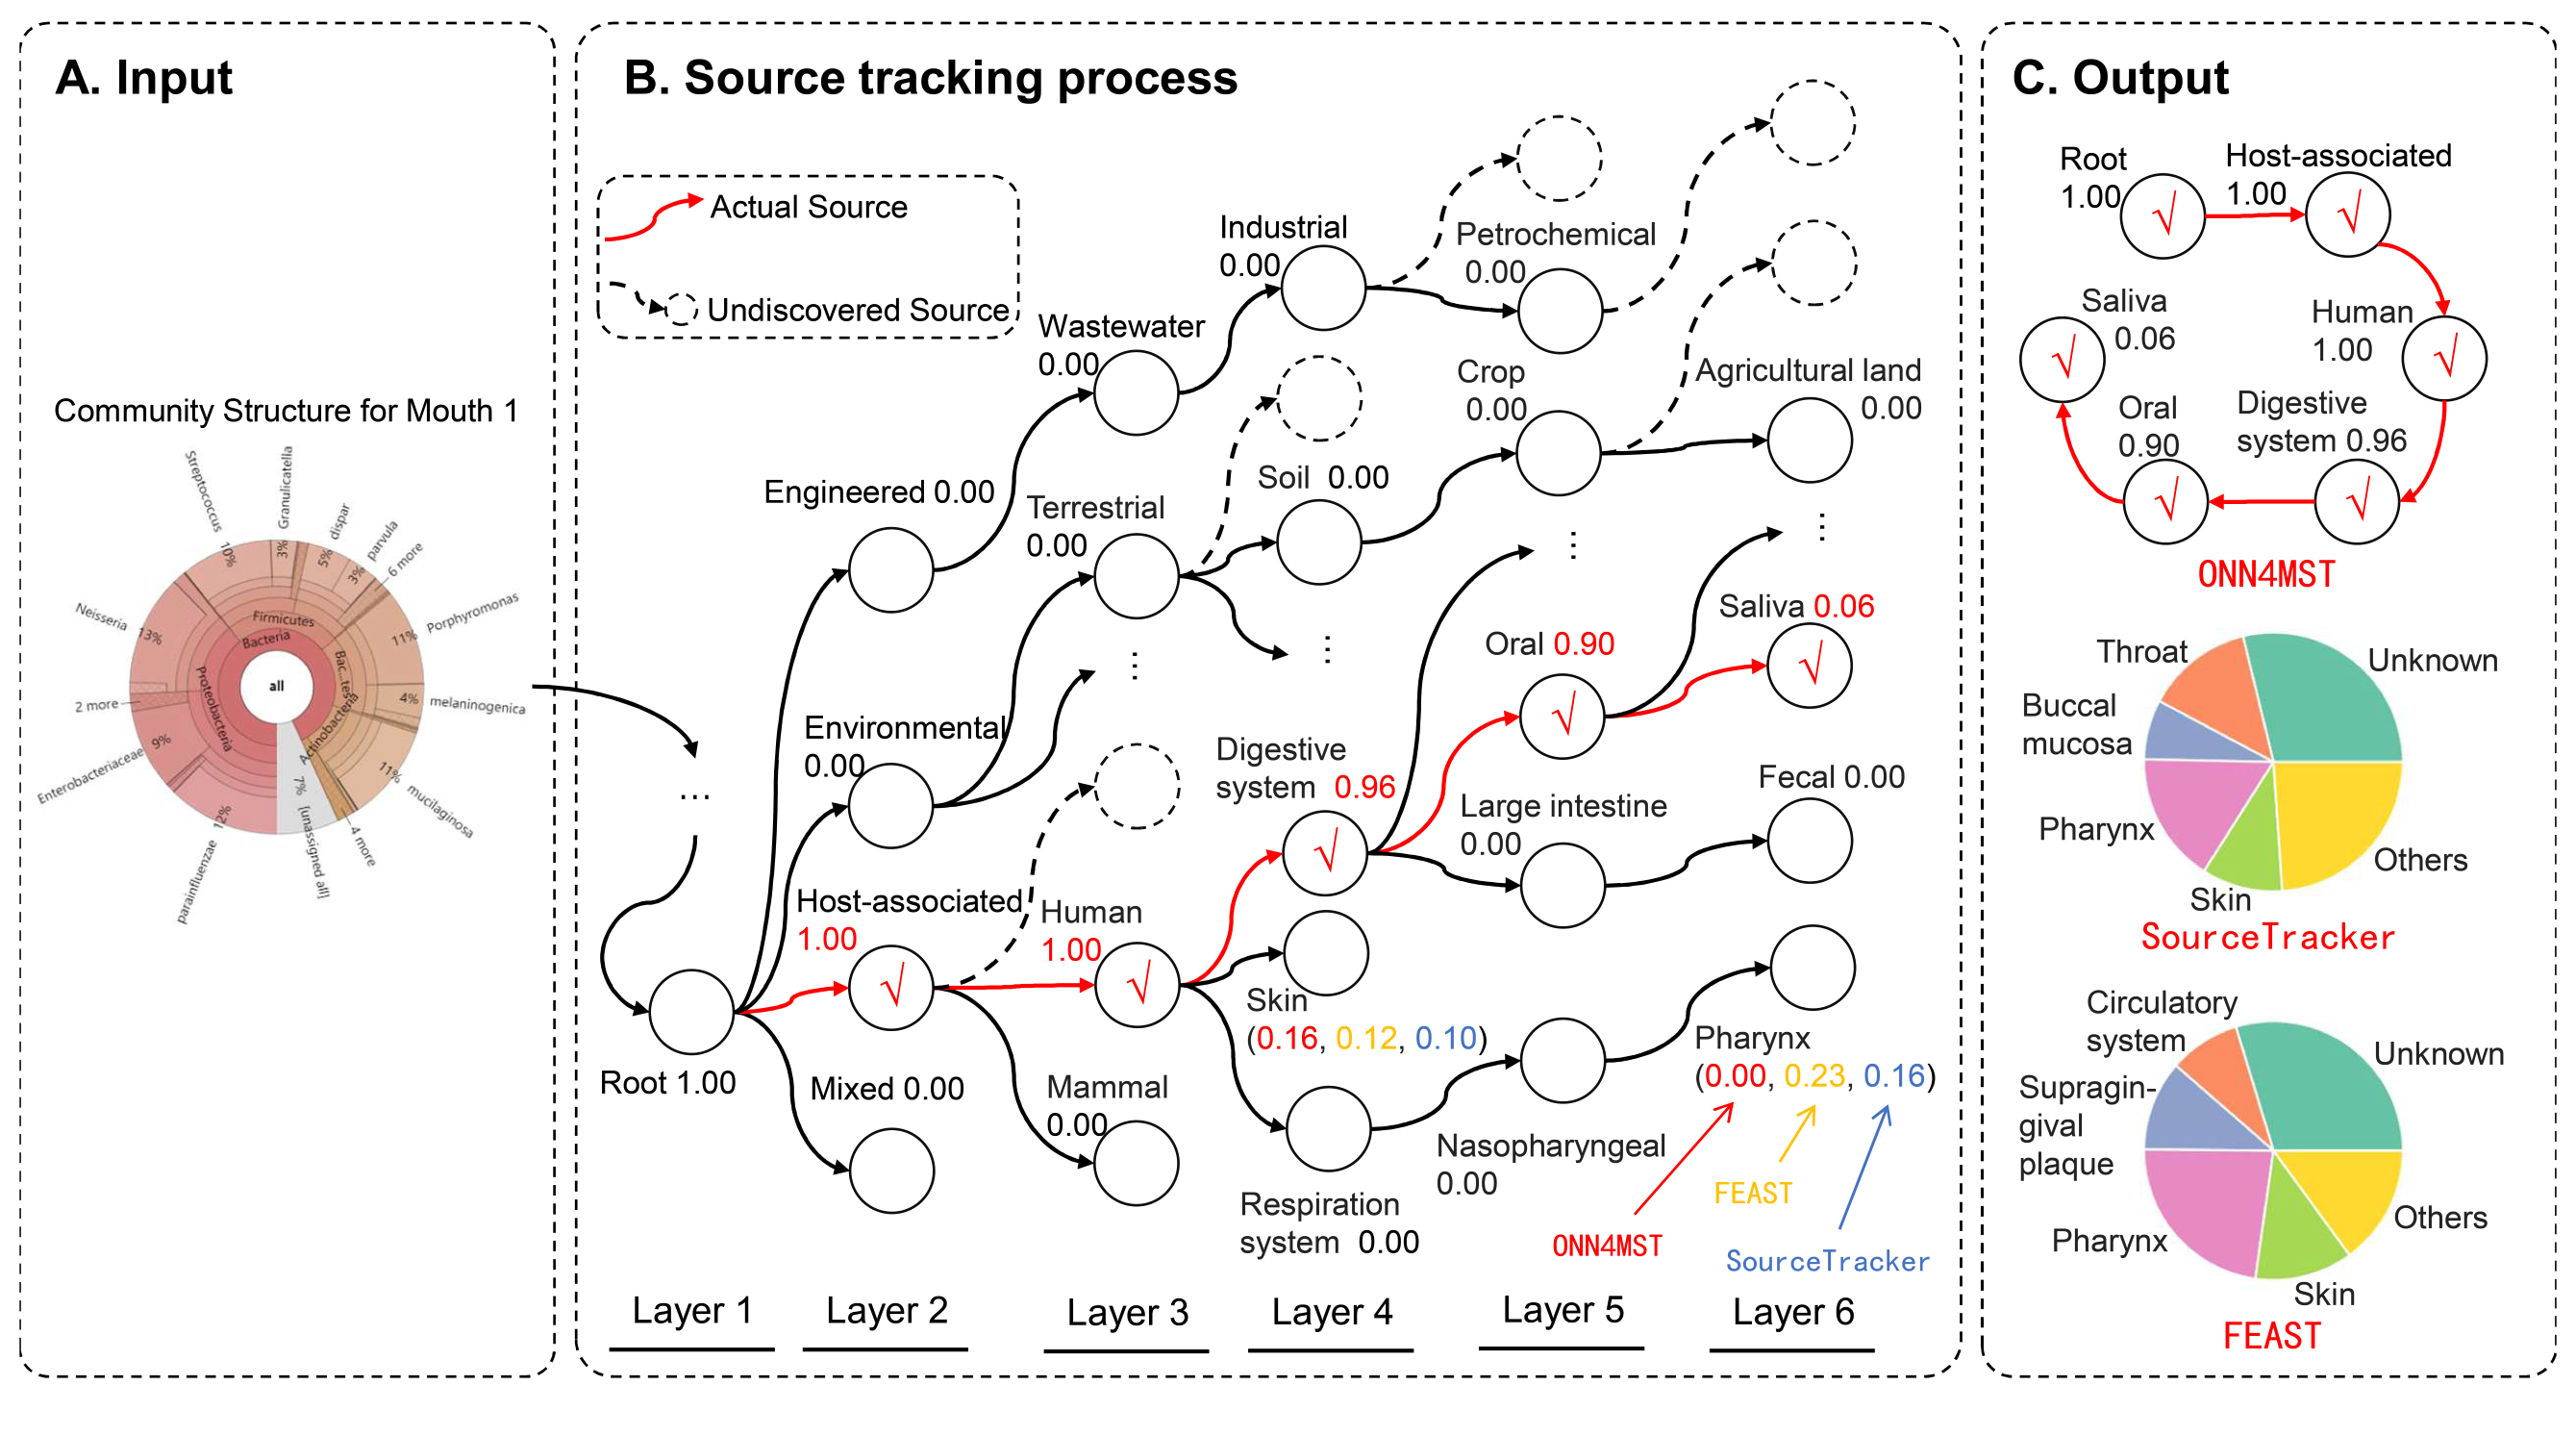 A. Input
Community Structure for Mouth 1
Streptococcus
10%
Granulicatella
3%
dispar
5%
parvula
3%
6 more
Porphyromonas
11%
4%
melaninogenica
11%
mucilaginosa
4 more
7%
[unassigned all]
parainfluenzae
12%
Enterobacteriaceae
9%
2 more
Neisseria
13%
Firmicutes
Bacteria
Bac...tes
Actinobacteria
Proteobacteria
all
B. Source tracking process
Actual Source
Undiscovered Source
...
Root 1.00
Engineered 0.00
Environmental
0.00
Host-associated
1.00
√
Mixed 0.00
Wastewater
0.00
Terrestrial
0.00
⋮
Human
1.00
√
Mammal
0.00
Industrial
0.00
Soil 0.00
⋮
Digestive
system 0.96
√
Skin
(0.16, 0.12, 0.10)
Respiration
system 0.00
Petrochemical
0.00
Crop
0.00
⋮
Oral 0.90
√
Large intestine
0.00
Nasopharyngeal
0.00
Agricultural land
0.00
⋮
Saliva 0.06
√
Fecal 0.00
Pharynx
(0.00, 0.23, 0.16)
FEAST
ONN4MST
SourceTracker
Layer 1
Layer 2
Layer 3
Layer 4
Layer 5
Layer 6
C. Output
Root
1.00
√
Host-associated
1.00
√
Human
1.00
√
Digestive
system 0.96
√
Oral
0.90
√
Saliva
0.06
√
ONN4MST
Throat
Unknown
Buccal
mucosa
Pharynx
Others
Skin
SourceTracker
Circulatory
system
Unknown
Supragin-
gival
plaque
Pharynx
Others
Skin
FEAST